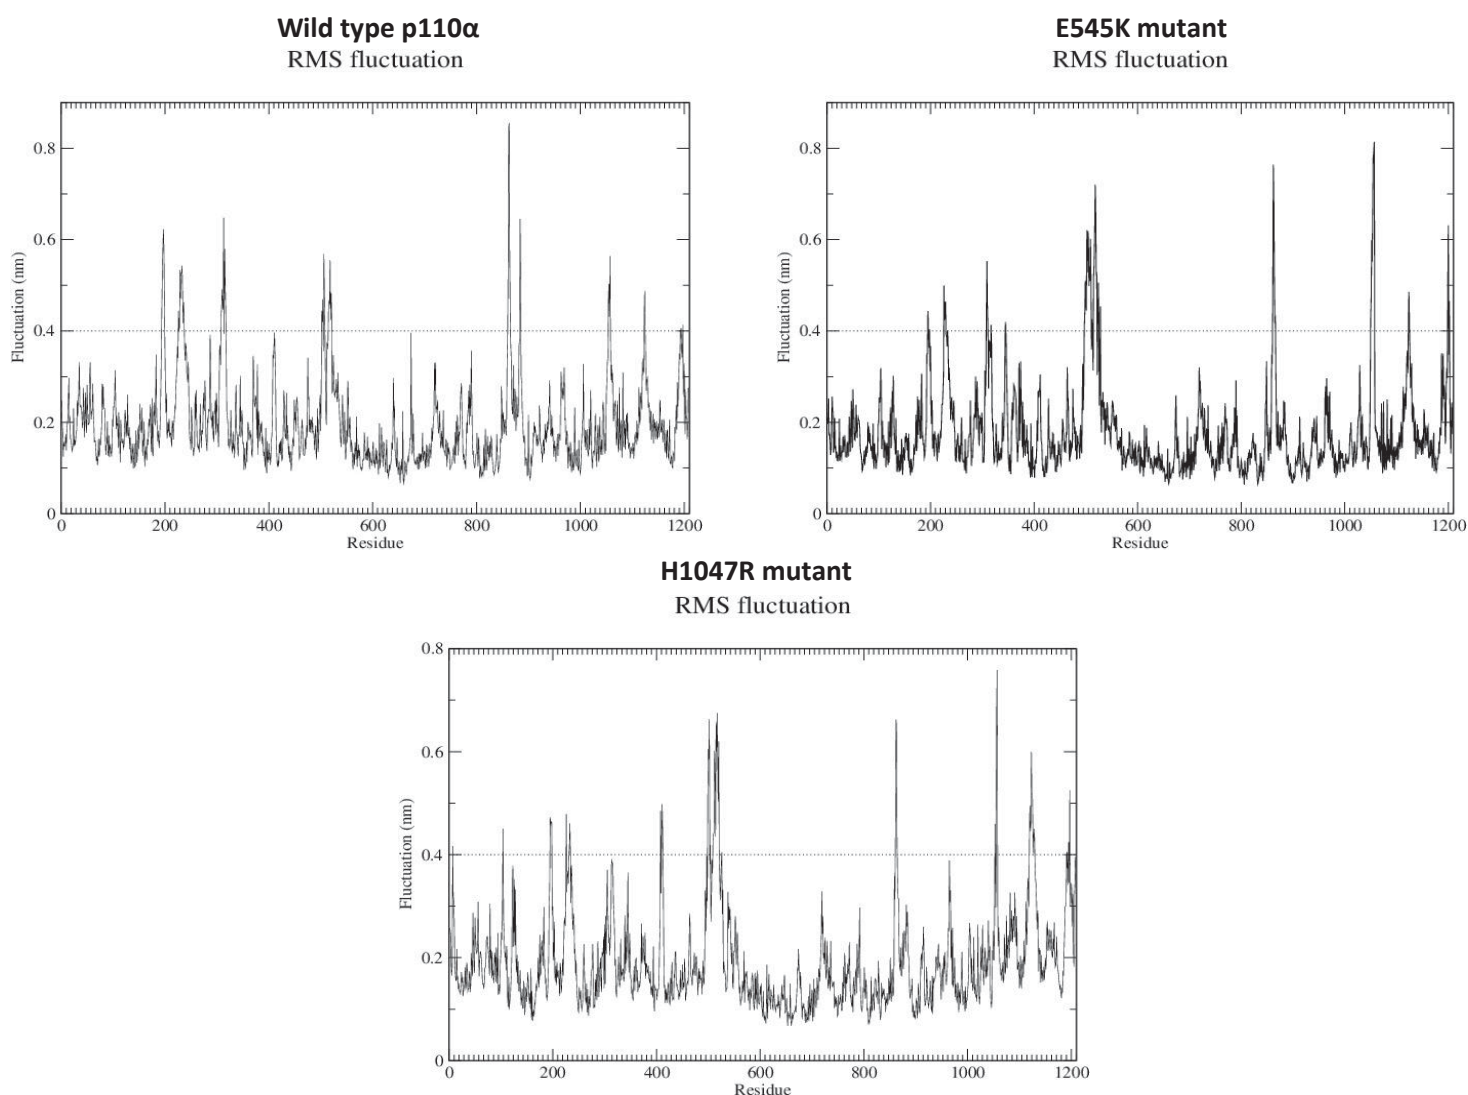 Wild type p110α
RMS fluctuation
Fluctuation (nm)
0.8
0.6
0.4
0.2
0
0 200 400 600 800 1000 1200
Residue
E545K mutant
RMS fluctuation
Fluctuation (nm)
0.8
0.6
0.4
0.2
0
0 200 400 600 800 1000 1200
Residue
H1047R mutant
RMS fluctuation
Fluctuation (nm)
0.8
0.6
0.4
0.2
0
0 200 400 600 800 1000 1200
Residue